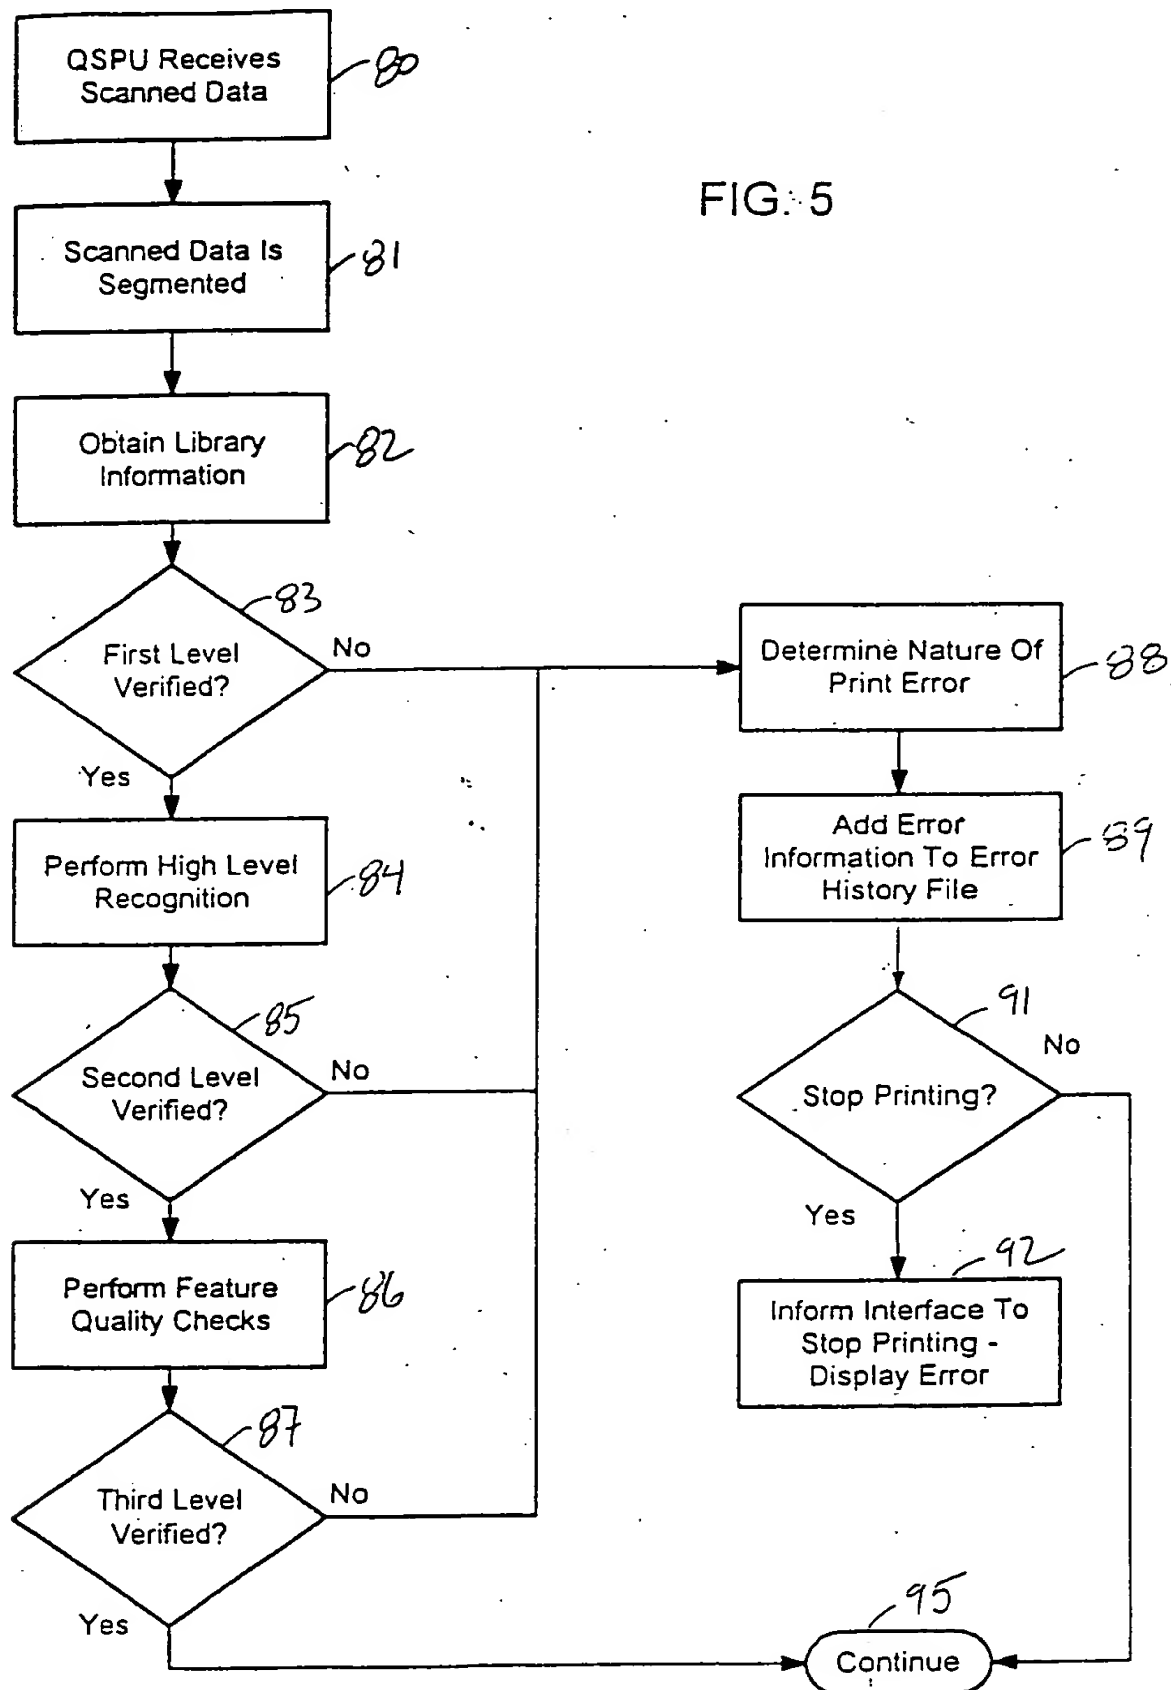 QSPU Receives
Scanned Data
80
FIG. 5
Scanned Data Is
Segmented
81
Obtain Library
Information
82
83
First Level
Verified?
No
Yes
Determine Nature Of
Print Error
88
Perform High Level
Recognition
84
Add Error
Information To Error
History File
89
85
Second Level
Verified?
No
Yes
91
Stop Printing?
No
Yes
Perform Feature
Quality Checks
86
92
Inform Interface To
Stop Printing -
Display Error
87
Third Level
Verified?
No
Yes
95
Continue